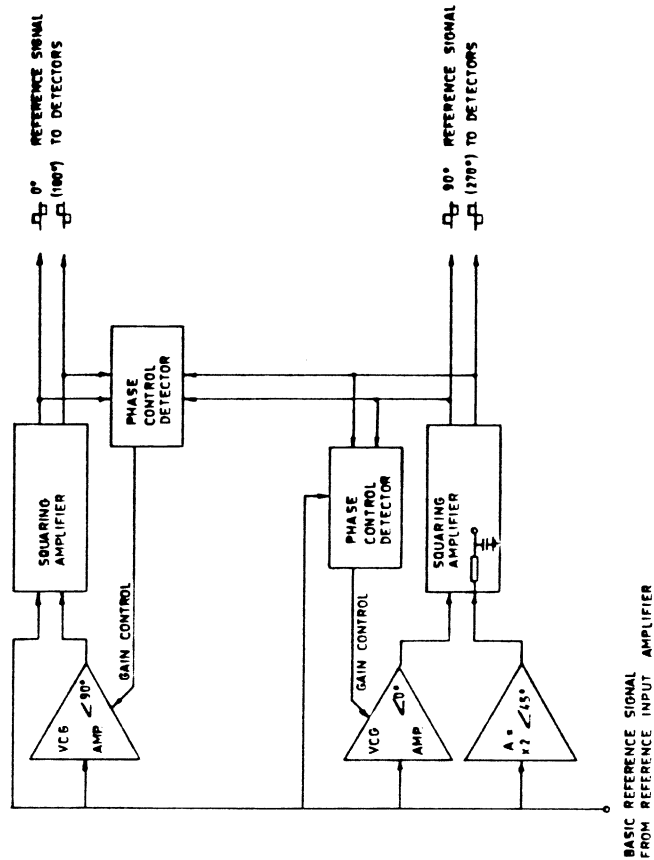 0° REFERENCE SIGNAL
(180°) TO DETECTORS
SQUARING
AMPLIFIER
PHASE
CONTROL
DETECTOR
VCG ∠90°
AMP.
GAIN CONTROL
90° REFERENCE SIGNAL
(270°) TO DETECTORS
PHASE
CONTROL
DETECTOR
SQUARING
AMPLIFIER
GAIN CONTROL
VCG ∠0°
AMP.
A =
x2 ∠45°
BASIC REFERENCE SIGNAL
FROM REFERENCE INPUT AMPLIFIER